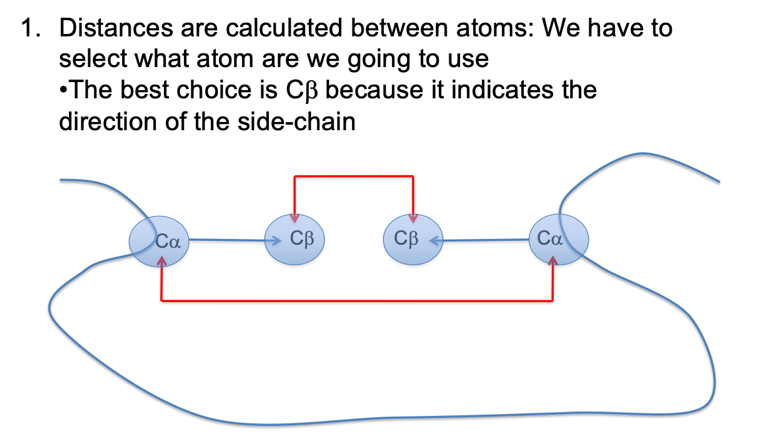 1. Distances are calculated between atoms: We have to
select what atom are we going to use
•The best choice is Cβ because it indicates the
direction of the side-chain
Cα
Cβ
Cβ
Cα